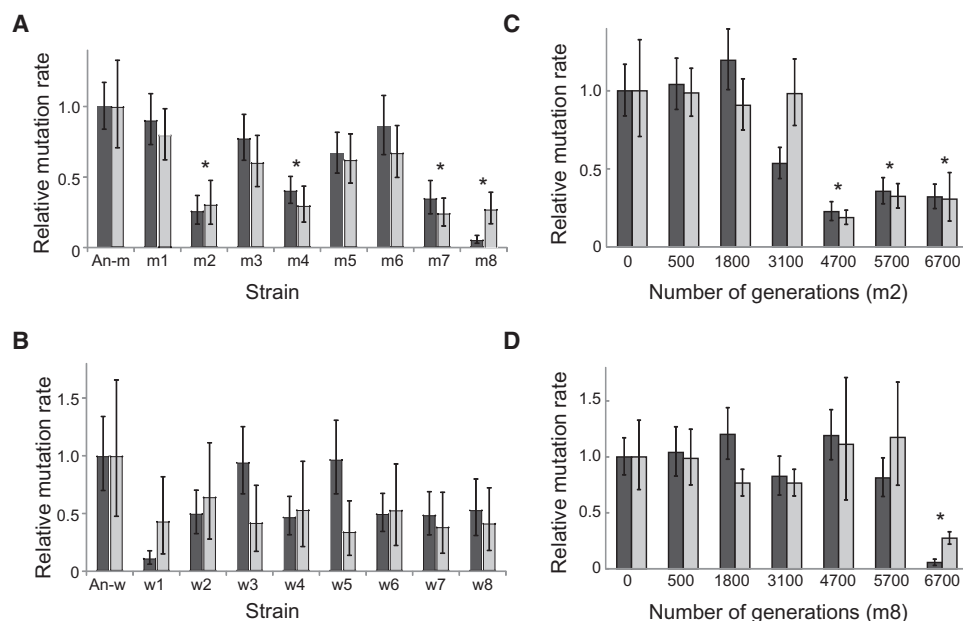 A
Relative mutation rate
1.0
0.5
0
* * * *
An-m m1 m2 m3 m4 m5 m6 m7 m8
Strain
B
Relative mutation rate
1.5
1.0
0.5
0
An-w w1 w2 w3 w4 w5 w6 w7 w8
Strain
C
Relative mutation rate
1.0
0.5
0
* * *
0 500 1800 3100 4700 5700 6700
Number of generations (m2)
D
Relative mutation rate
1.5
1.0
0.5
0
*
0 500 1800 3100 4700 5700 6700
Number of generations (m8)